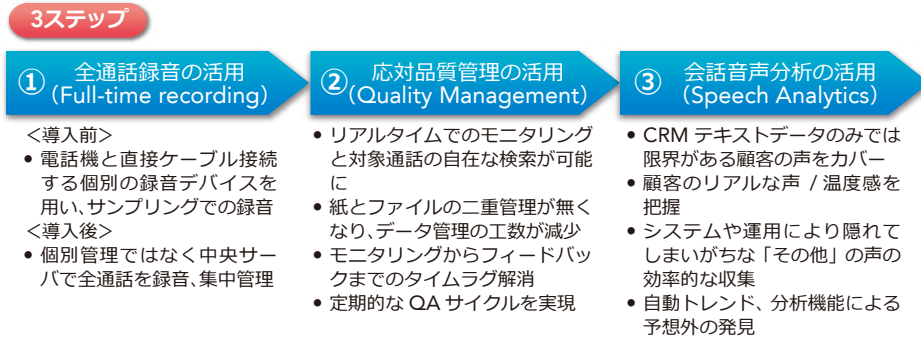 3ステップ
① 全通話録音の活用
（Full-time recording）
＜導入前＞
• 電話機と直接ケーブル接続
する個別の録音デバイスを
用い、サンプリングでの録音
＜導入後＞
• 個別管理ではなく中央サー
バで全通話を録音、集中管理
② 応対品質管理の活用
（Quality Management）
• リアルタイムでのモニタリング
と対象通話の自在な検索が可能
に
• 紙とファイルの二重管理が無く
なり、データ管理の工数が減少
• モニタリングからフィードバッ
クまでのタイムラグ解消
• 定期的な QA サイクルを実現
③ 会話音声分析の活用
（Speech Analytics）
• CRM テキストデータのみでは
限界がある顧客の声をカバー
• 顧客のリアルな声 / 温度感を
把握
• システムや運用により隠れて
しまいがちな「その他」の声の
効率的な収集
• 自動トレンド、分析機能による
予想外の発見